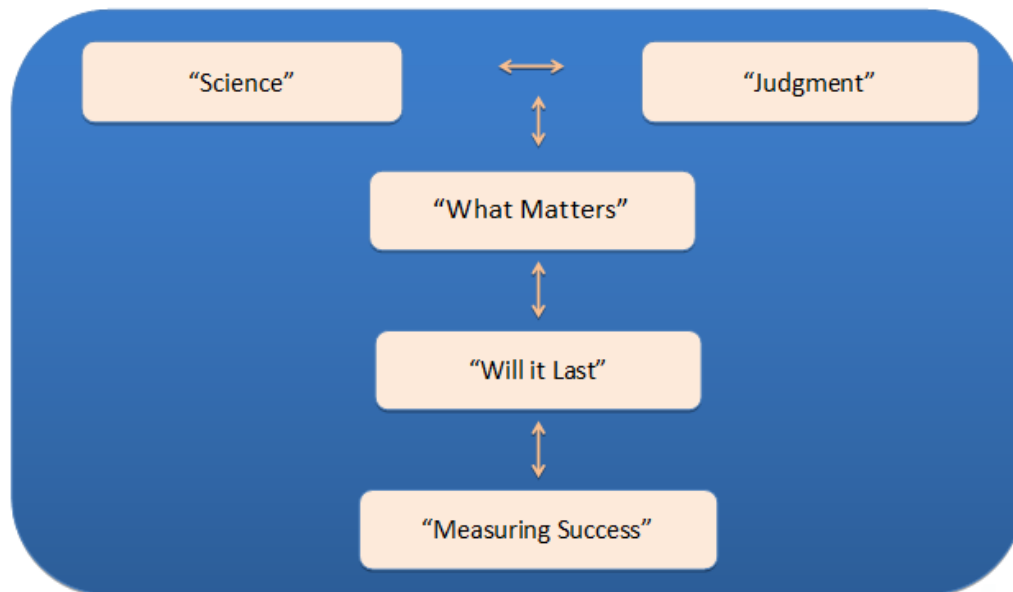 “Science”
“Judgment”
“What Matters”
“Will it Last”
“Measuring Success”